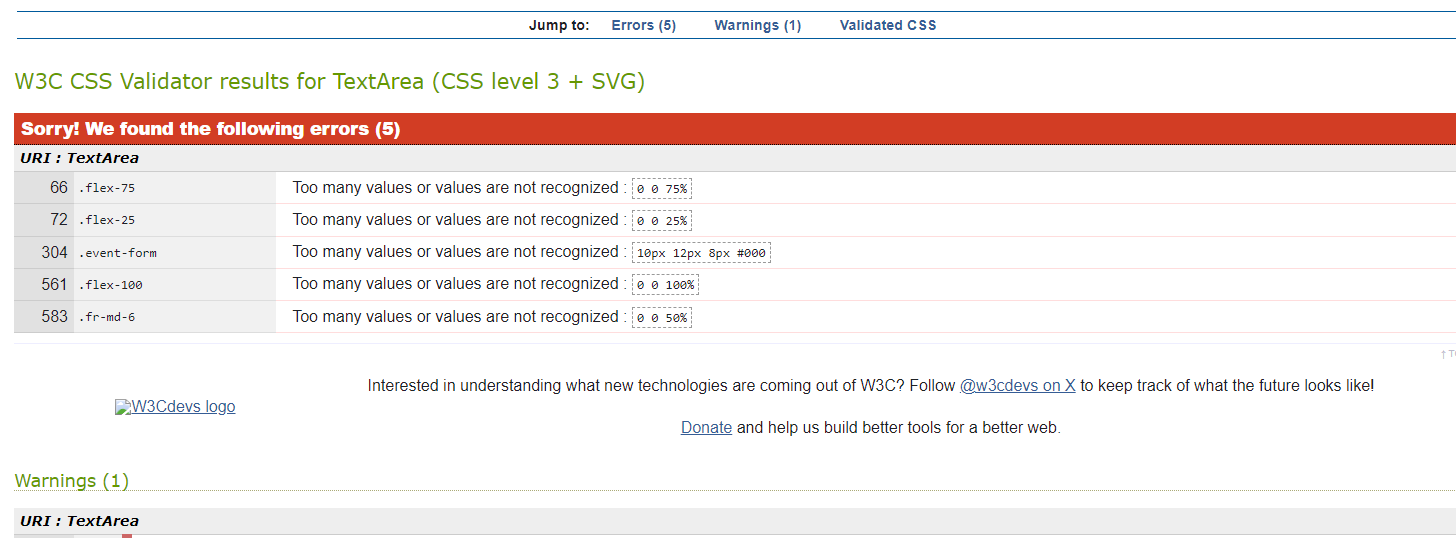 Jump to: Errors (5) Warnings (1) Validated CSS
W3C CSS Validator results for TextArea (CSS level 3 + SVG)
Sorry! We found the following errors (5)
URI : TextArea
66 .flex-75 Too many values or values are not recognized : 0 0 75%
72 .flex-25 Too many values or values are not recognized : 0 0 25%
304 .event-form Too many values or values are not recognized : 10px 12px 8px #000
561 .flex-100 Too many values or values are not recognized : 0 0 100%
583 .fr-md-6 Too many values or values are not recognized : 0 0 50%
Interested in understanding what new technologies are coming out of W3C? Follow @w3cdevs on X to keep track of what the future looks like!
W3Cdevs logo
Donate and help us build better tools for a better web.
Warnings (1)
URI : TextArea